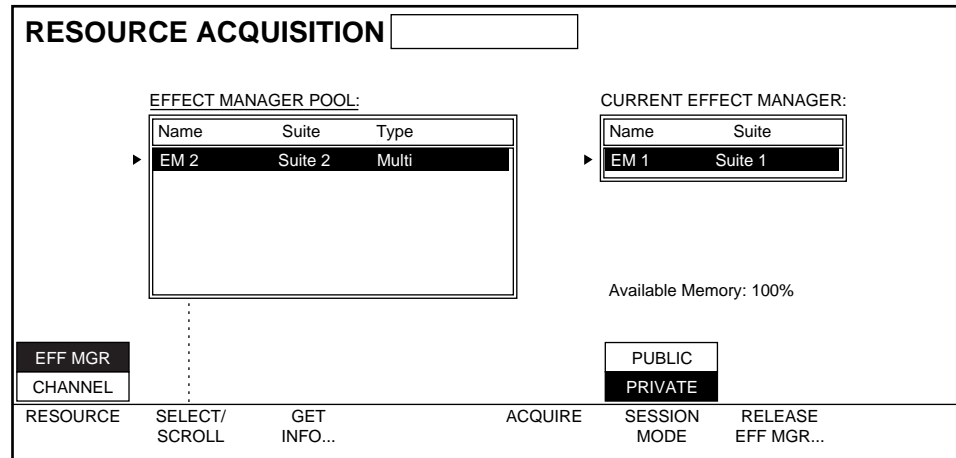 RESOURCE ACQUISITION
EFFECT MANAGER POOL:
Name Suite Type
EM 2 Suite 2 Multi
CURRENT EFFECT MANAGER:
Name Suite
EM 1 Suite 1
Available Memory: 100%
EFF MGR
CHANNEL
PUBLIC
PRIVATE
RESOURCE
SELECT/
SCROLL
GET
INFO...
ACQUIRE
SESSION
MODE
RELEASE
EFF MGR...